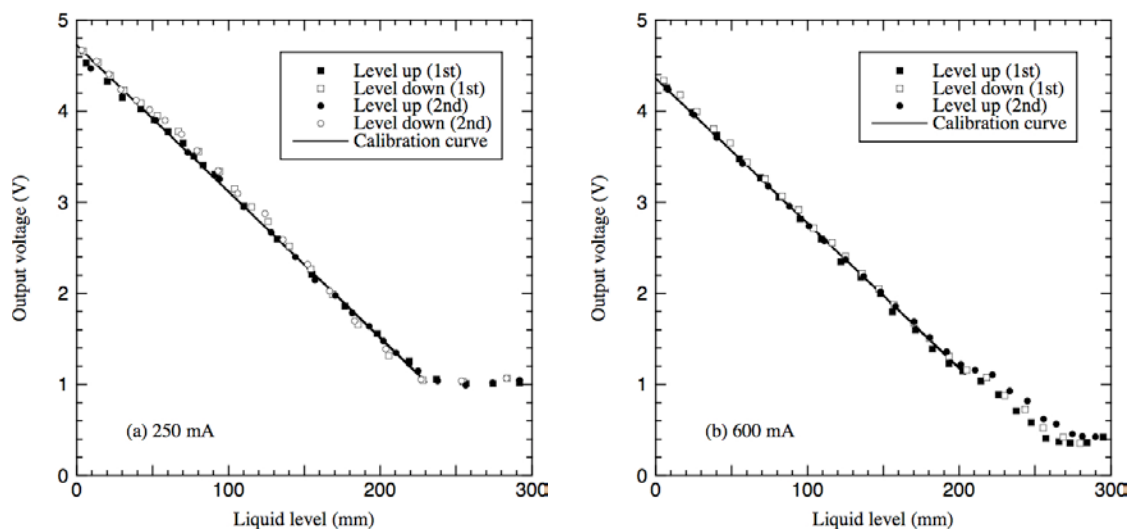 5
4
3
2
1
0
Output voltage (V)
Level up (1st)
Level down (1st)
Level up (2nd)
Level down (2nd)
Calibration curve
(a) 250 mA
0
100
200
300
Liquid level (mm)
5
4
3
2
1
0
Output voltage (V)
Level up (1st)
Level down (1st)
Level up (2nd)
Calibration curve
(b) 600 mA
0
100
200
300
Liquid level (mm)